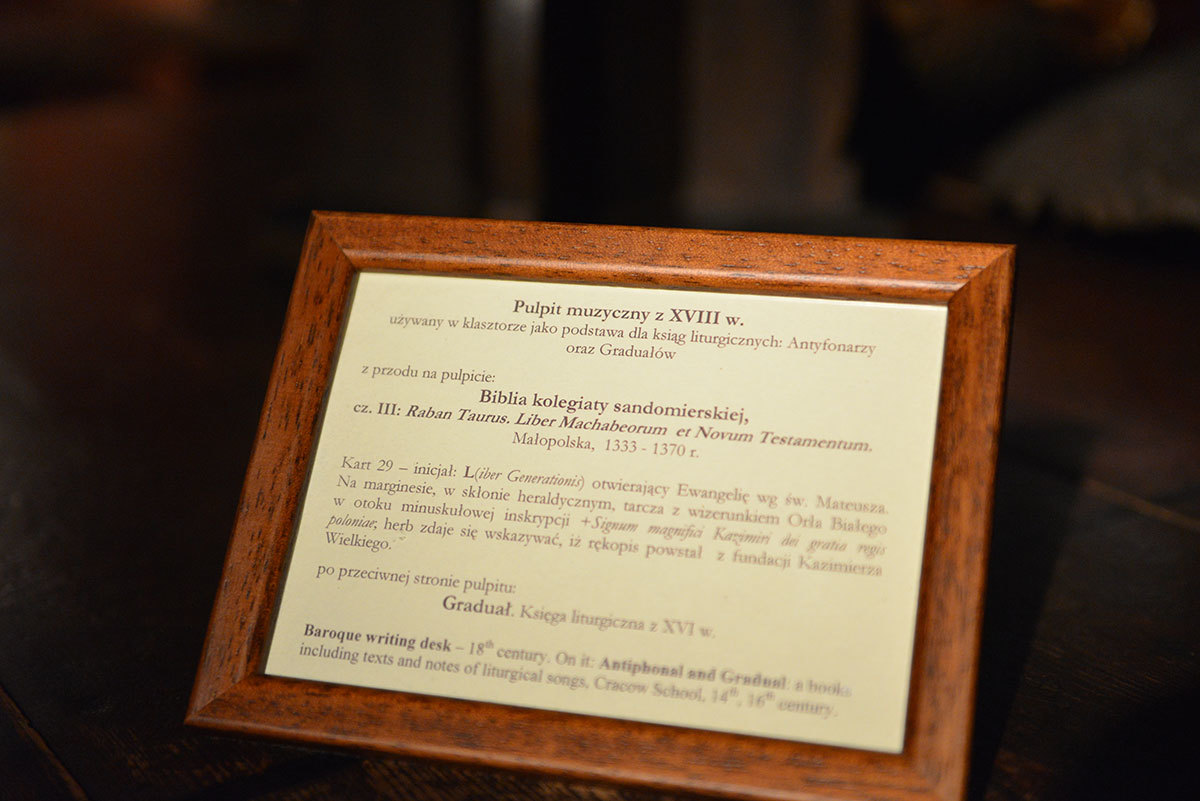 Pulpit muzyczny z XVIII w.
używany w klasztorze jako podstawa dla ksiąg liturgicznych: Antyfonarzy
oraz Graduałów
z przodu na pulpicie:
Biblia kolegiaty sandomierskiej,
cz. III: Raban Taurus. Liber Machabeorum et Novum Testamentum.
Małopolska, 1333 - 1370 r.
Kart 29 – inicjał: L(iber Generationis) otwierający Ewangelię wg św. Mateusza.
Na marginesie, w skłonie heraldycznym, tarcza z wizerunkiem Orła Białego
w otoku minuskułowej inskrypcji +Signum magnifici Kazimiri dei gratia regis
poloniae; herb zdaje się wskazywać, iż rękopis powstał z fundacji Kazimierza
Wielkiego.
po przeciwnej stronie pulpitu:
Graduał. Księga liturgiczna z XVI w.
Baroque writing desk – 18th century. On it: Antiphonal and Gradual: a books
including texts and notes of liturgical songs, Cracow School, 14th, 16th century.